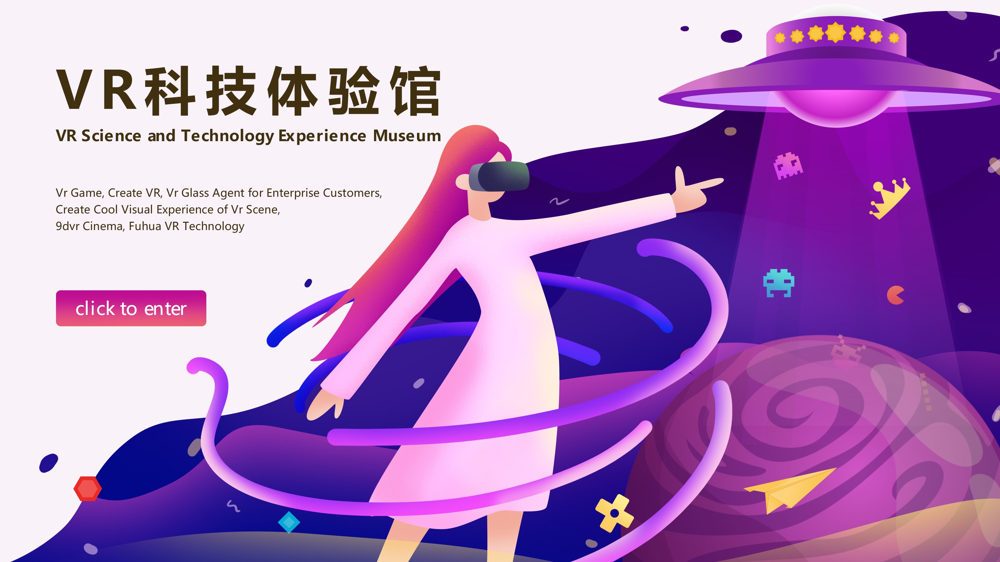 VR科技体验馆
VR Science and Technology Experience Museum
Vr Game, Create VR, Vr Glass Agent for Enterprise Customers,
Create Cool Visual Experience of Vr Scene,
9dvr Cinema, Fuhua VR Technology
click to enter